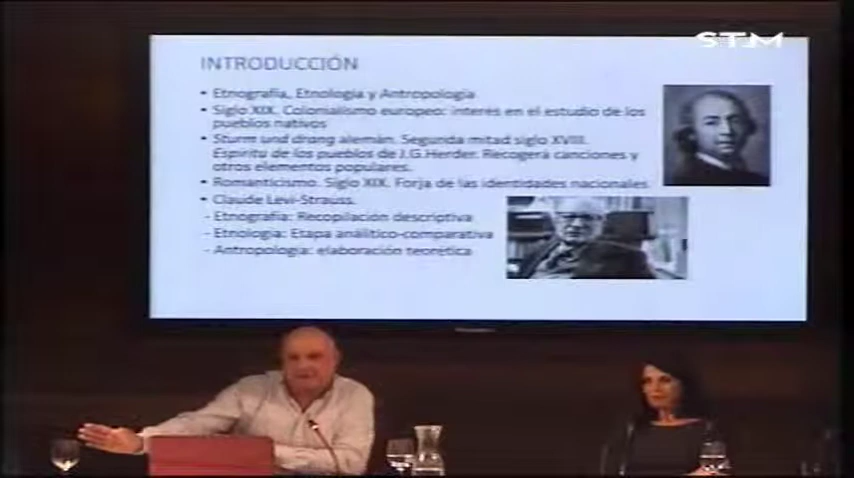 STM
INTRODUCCIÓN
• Etnografía, Etnología y Antropología
• Siglo XIX. Colonialismo europeo: interés en el estudio de los
pueblos nativos
• Sturm und drang alemán. Segunda mitad siglo XVIII.
Espíritu de los pueblos de J.G.Herder. Recogerá canciones y
otros elementos populares.
• Romanticismo. Siglo XIX. Forja de las identidades nacionales.
• Claude Levi-Strauss.
- Etnografía: Recopilación descriptiva
- Etnología: Etapa análitico-comparativa
- Antropología: elaboración teorética